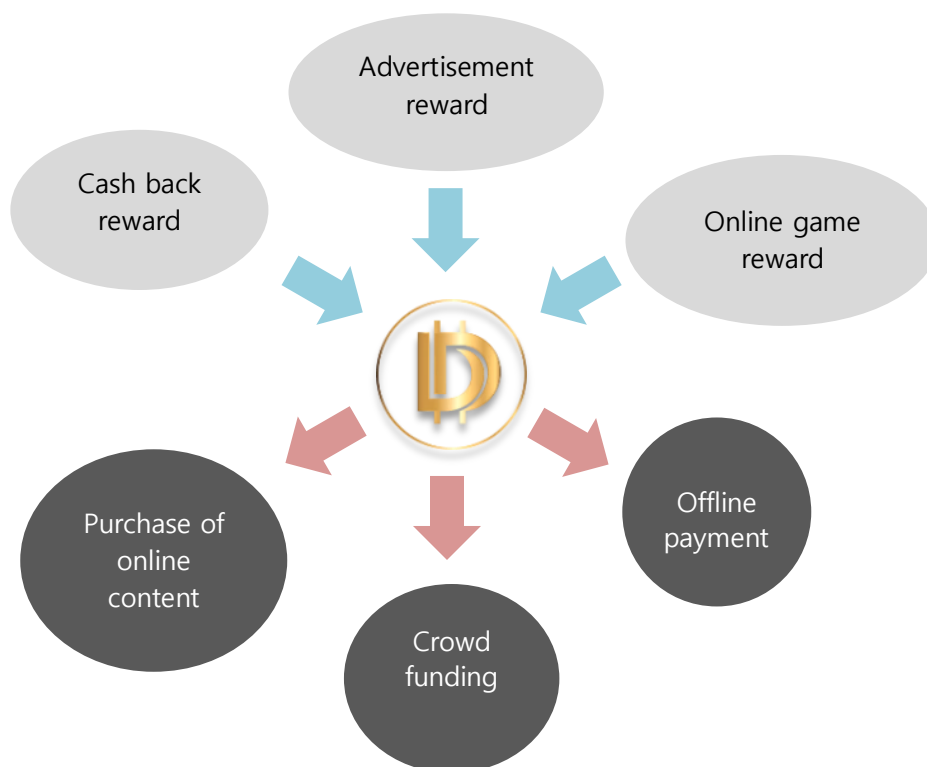 Advertisement
reward
Cash back
reward
Online game
reward
Offline
payment
Purchase of
online
content
Crowd
funding